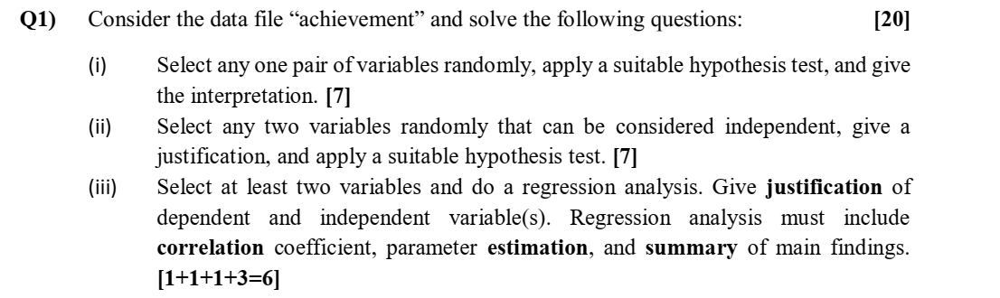 Q1) Consider the data file “achievement” and solve the following questions: [20]
(i) Select any one pair of variables randomly, apply a suitable hypothesis test, and give
the interpretation. [7]
(ii) Select any two variables randomly that can be considered independent, give a
justification, and apply a suitable hypothesis test. [7]
(iii) Select at least two variables and do a regression analysis. Give justification of
dependent and independent variable(s). Regression analysis must include
correlation coefficient, parameter estimation, and summary of main findings.
[1+1+1+3=6]